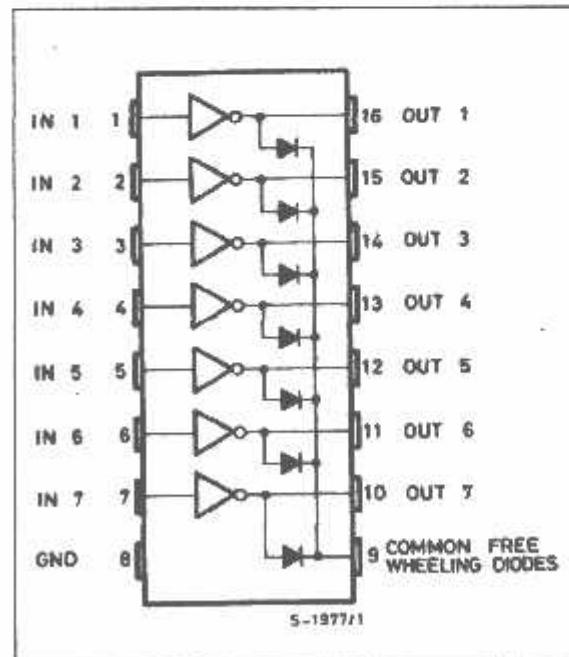 IN 1 1 16 OUT 1
IN 2 2 15 OUT 2
IN 3 3 14 OUT 3
IN 4 4 13 OUT 4
IN 5 5 12 OUT 5
IN 6 6 11 OUT 6
IN 7 7 10 OUT 7
GND 8 9 COMMON FREE
WHEELING DIODES
S-1977/1